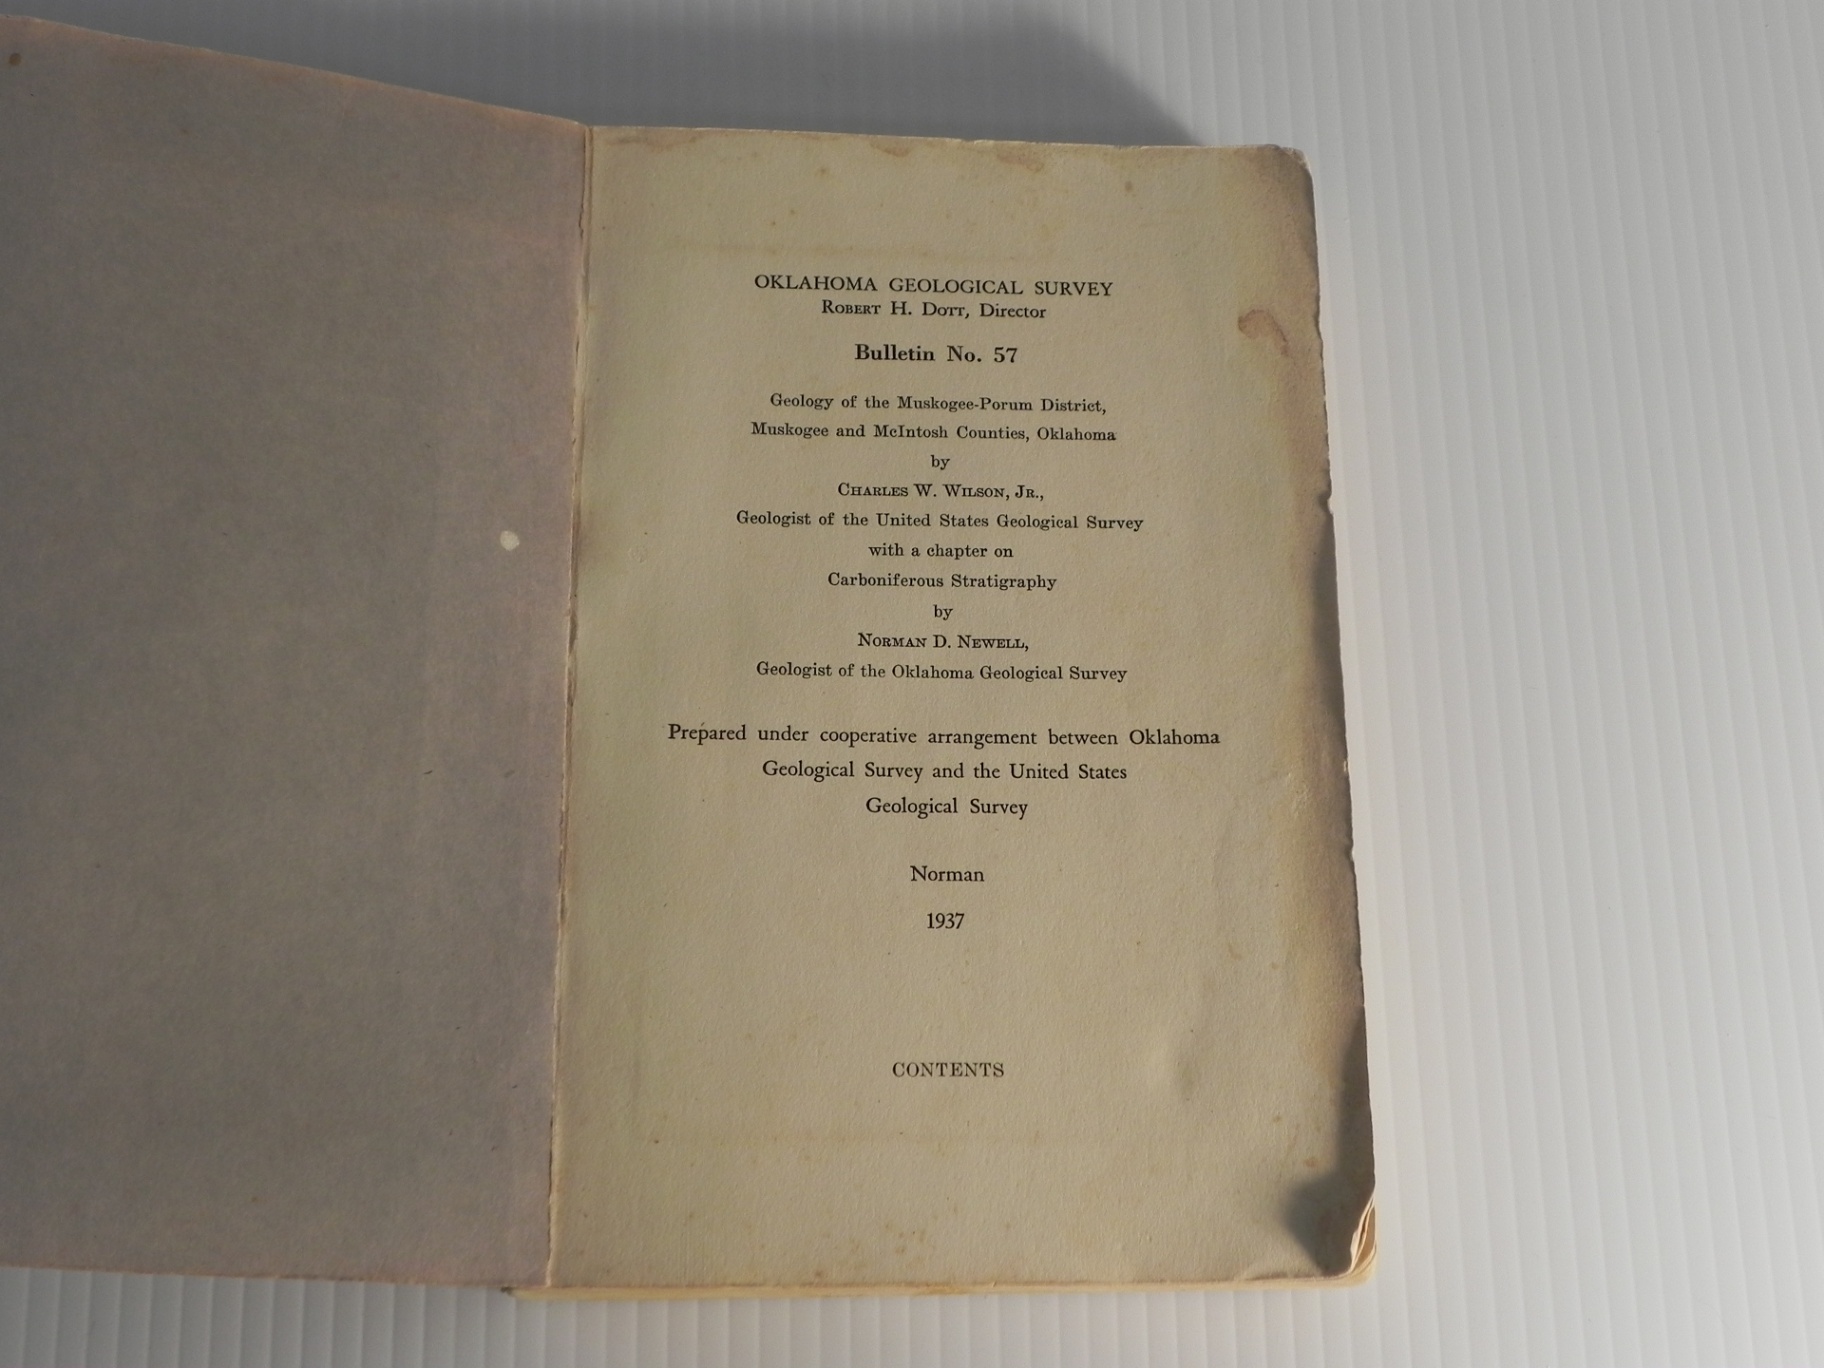 OKLAHOMA GEOLOGICAL SURVEY
ROBERT H. DOTT, Director
Bulletin No. 57
Geology of the Muskogee-Porum District,
Muskogee and McIntosh Counties, Oklahoma
by
CHARLES W. WILSON, JR.,
Geologist of the United States Geological Survey
with a chapter on
Carboniferous Stratigraphy
by
NORMAN D. NEWELL,
Geologist of the Oklahoma Geological Survey
Prepared under cooperative arrangement between Oklahoma
Geological Survey and the United States
Geological Survey
Norman
1937
CONTENTS